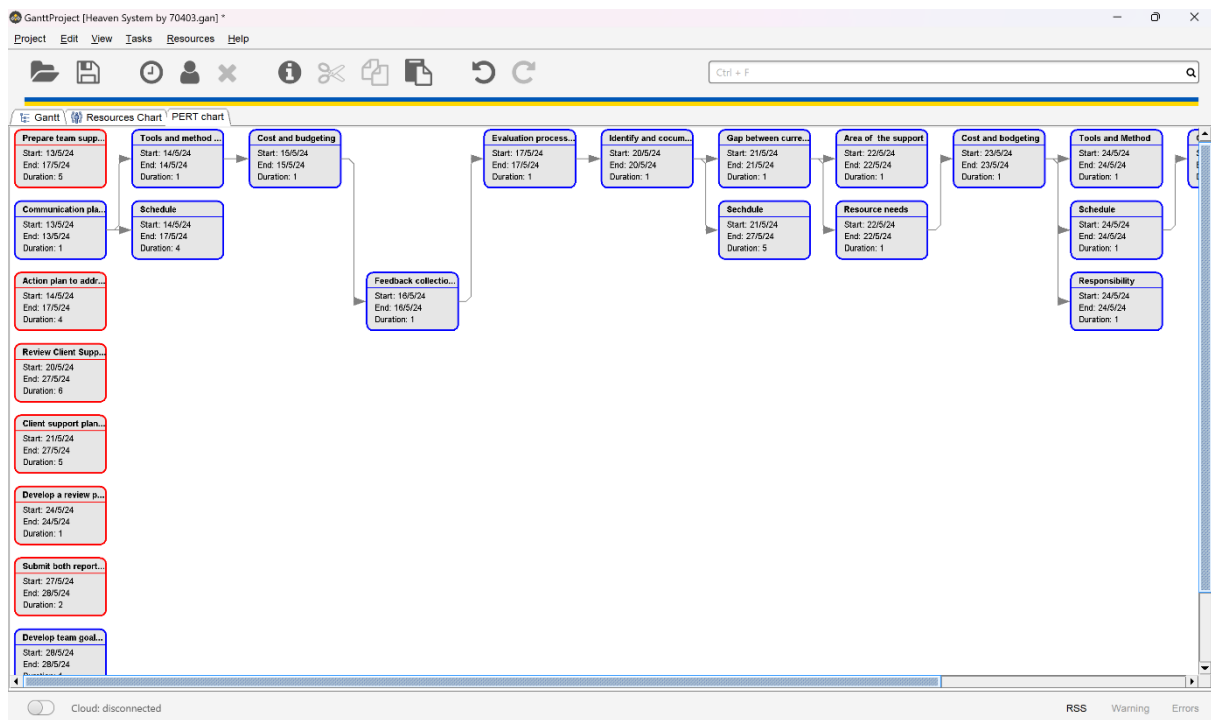 GanttProject [Heaven System by 70403.gan] *
Project Edit View Tasks Resources Help
Ctrl + F
Gantt Resources Chart PERT chart
Prepare team supp...
Start: 13/5/24
End: 17/5/24
Duration: 5
Tools and method ...
Start: 14/5/24
End: 14/5/24
Duration: 1
Cost and budgeting
Start: 15/5/24
End: 15/5/24
Duration: 1
Evaluation process...
Start: 17/5/24
End: 17/5/24
Duration: 1
Identify and cocum...
Start: 20/5/24
End: 20/5/24
Duration: 1
Gap between curre...
Start: 21/5/24
End: 21/5/24
Duration: 1
Area of the support
Start: 22/5/24
End: 22/5/24
Duration: 1
Cost and bodgeting
Start: 23/5/24
End: 23/5/24
Duration: 1
Tools and Method
Start: 24/5/24
End: 24/5/24
Duration: 1
Communication pla...
Start: 13/5/24
End: 13/5/24
Duration: 1
Schedule
Start: 14/5/24
End: 17/5/24
Duration: 4
Sechdule
Start: 21/5/24
End: 27/5/24
Duration: 5
Resource needs
Start: 22/5/24
End: 22/5/24
Duration: 1
Schedule
Start: 24/5/24
End: 24/5/24
Duration: 1
Action plan to addr...
Start: 14/5/24
End: 17/5/24
Duration: 4
Feedback collectio...
Start: 16/5/24
End: 16/5/24
Duration: 1
Responsibility
Start: 24/5/24
End: 24/5/24
Duration: 1
Review Client Supp...
Start: 20/5/24
End: 27/5/24
Duration: 6
Client support plan...
Start: 21/5/24
End: 27/5/24
Duration: 5
Develop a review p...
Start: 24/5/24
End: 24/5/24
Duration: 1
Submit both report...
Start: 27/5/24
End: 28/5/24
Duration: 2
Develop team goal...
Start: 28/5/24
End: 28/5/24
Cloud: disconnected
RSS Warning Errors